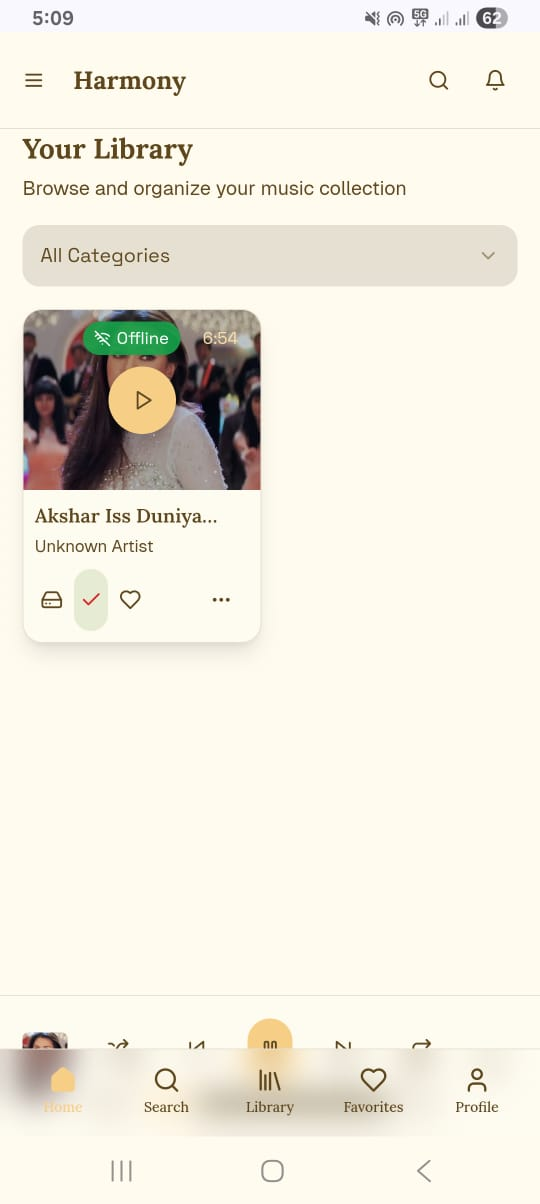 5:09
5G
62
Harmony
Your Library
Browse and organize your music collection
All Categories
Offline
6:54
Akshar Iss Duniya...
Unknown Artist
Home
Search
Library
Favorites
Profile